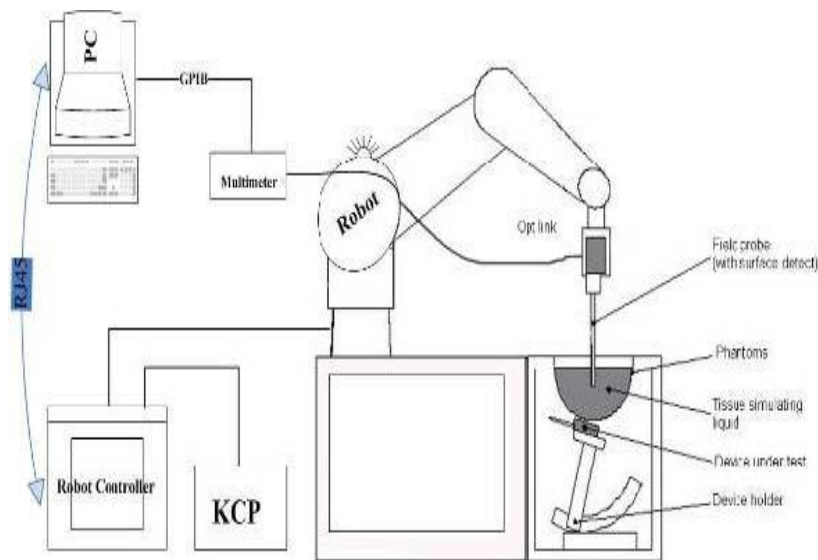 PC
GPIB
Multimeter
Robot
Opt link
Field probe
(with surface detect)
Phantoms
Tissue simulating
liquid
Device under test
Device holder
RJ45
Robot Controller
KCP